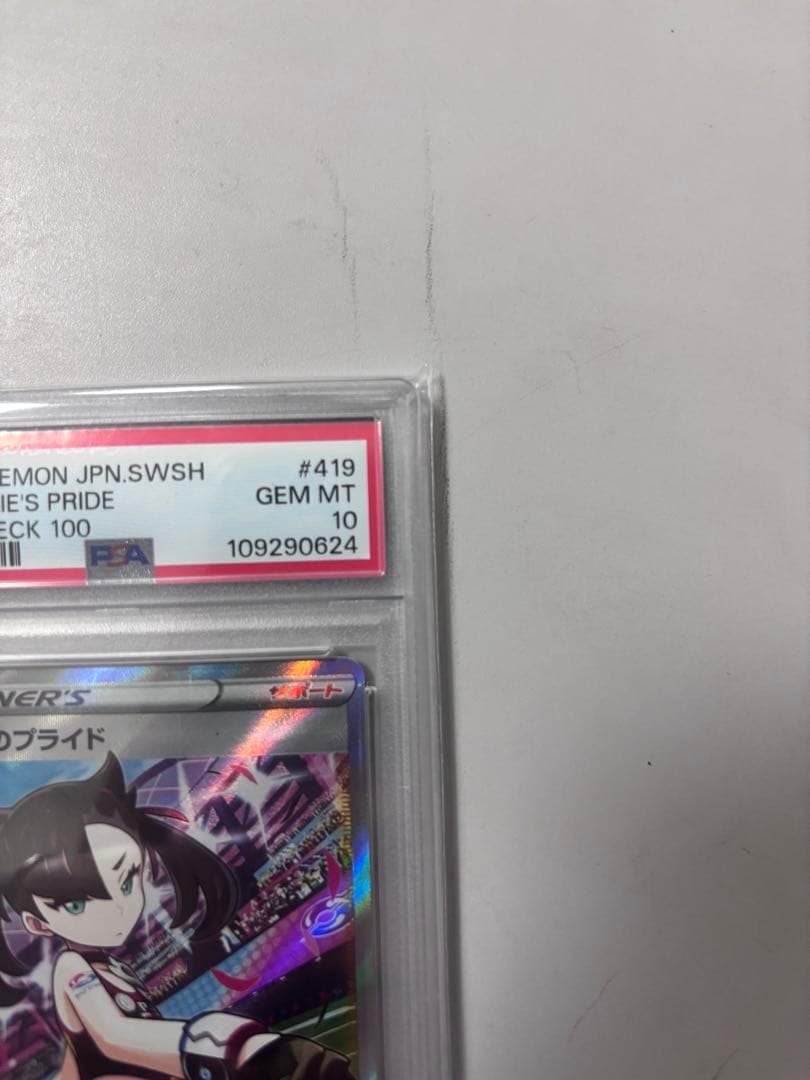 EMON JPN.SWSH #419
IE'S PRIDE GEM MT
ECK 100 10
PSA 109290624
NER'S サポート
のプライド